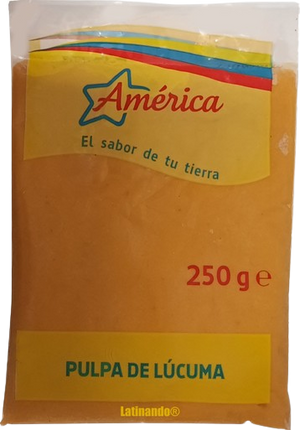 América
El sabor de tu tierra
250 g e
PULPA DE LÚCUMA
Latinando®